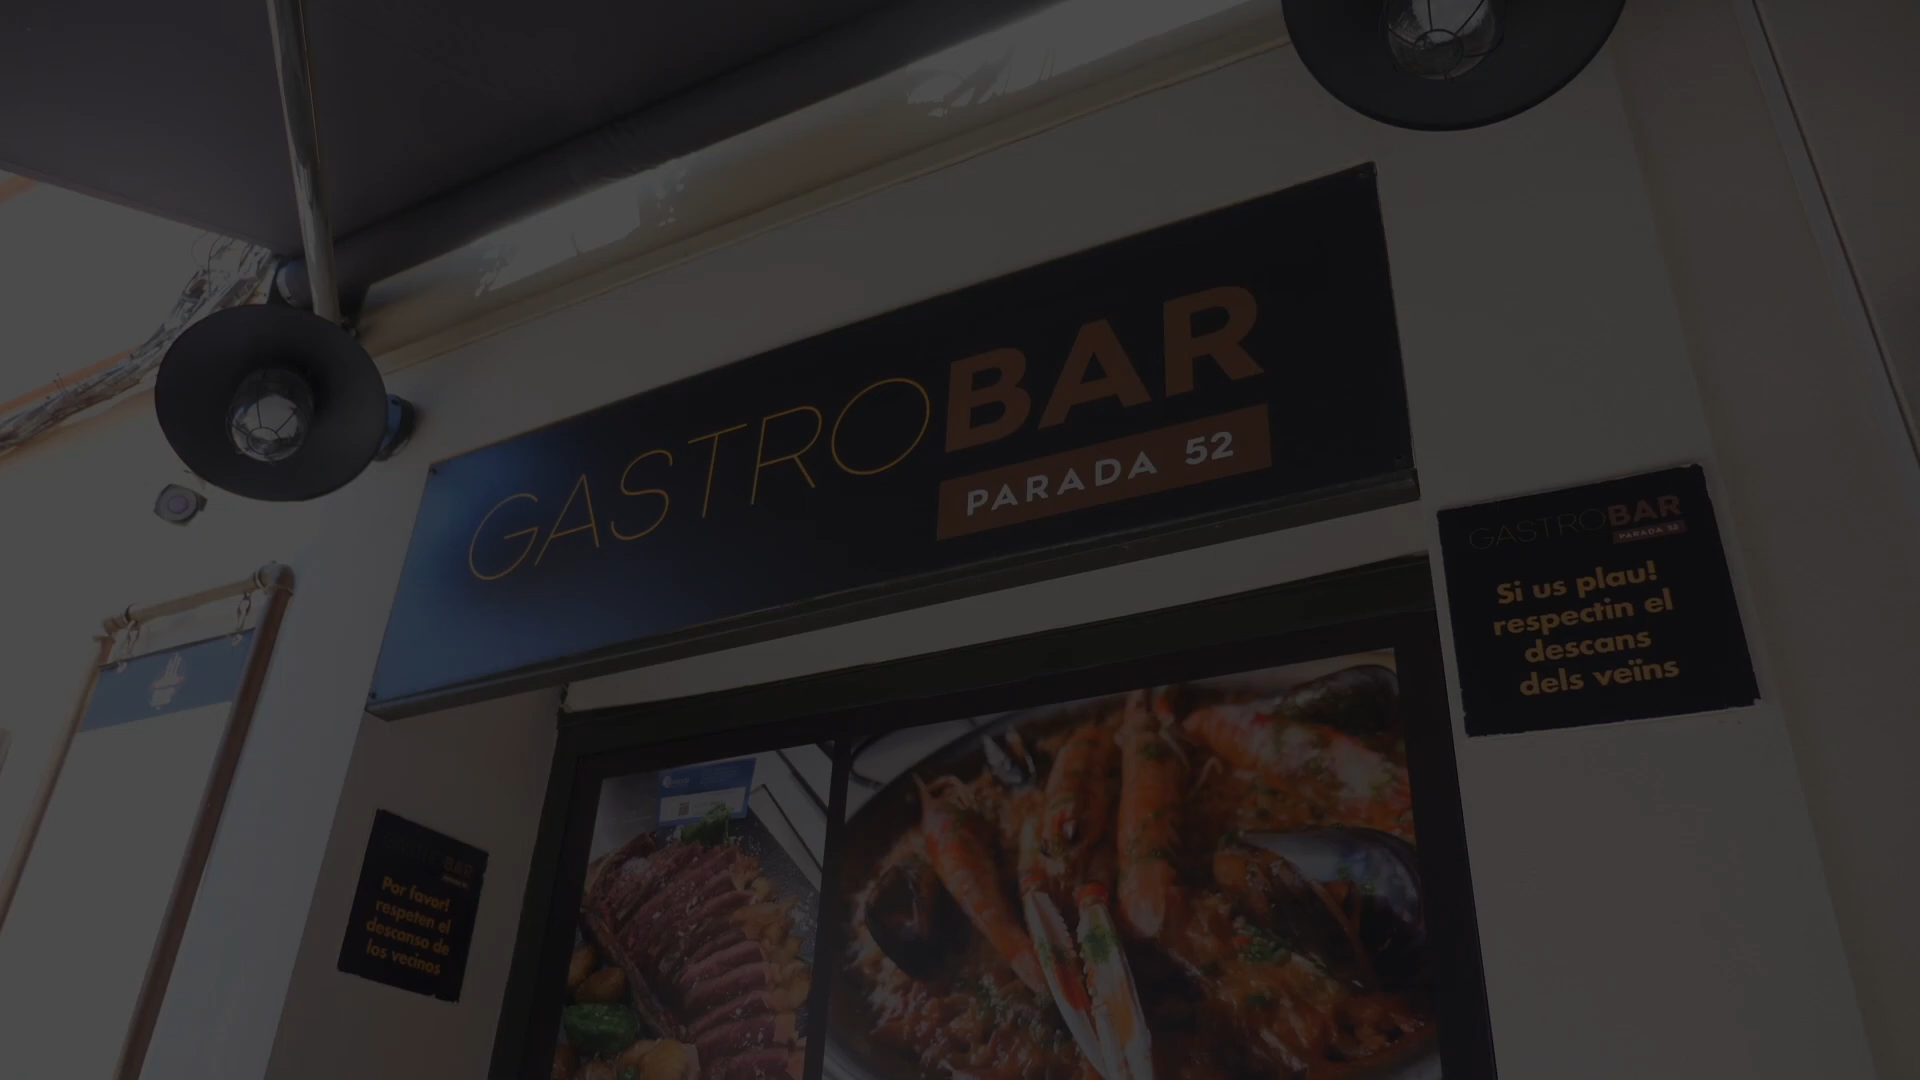 GASTROBAR
PARADA 52
GASTROBAR
PARADA 52
Si us plau!
respectin el
descans
dels veïns
BAR
Por favor!
respeten el
descanso de
los vecinos